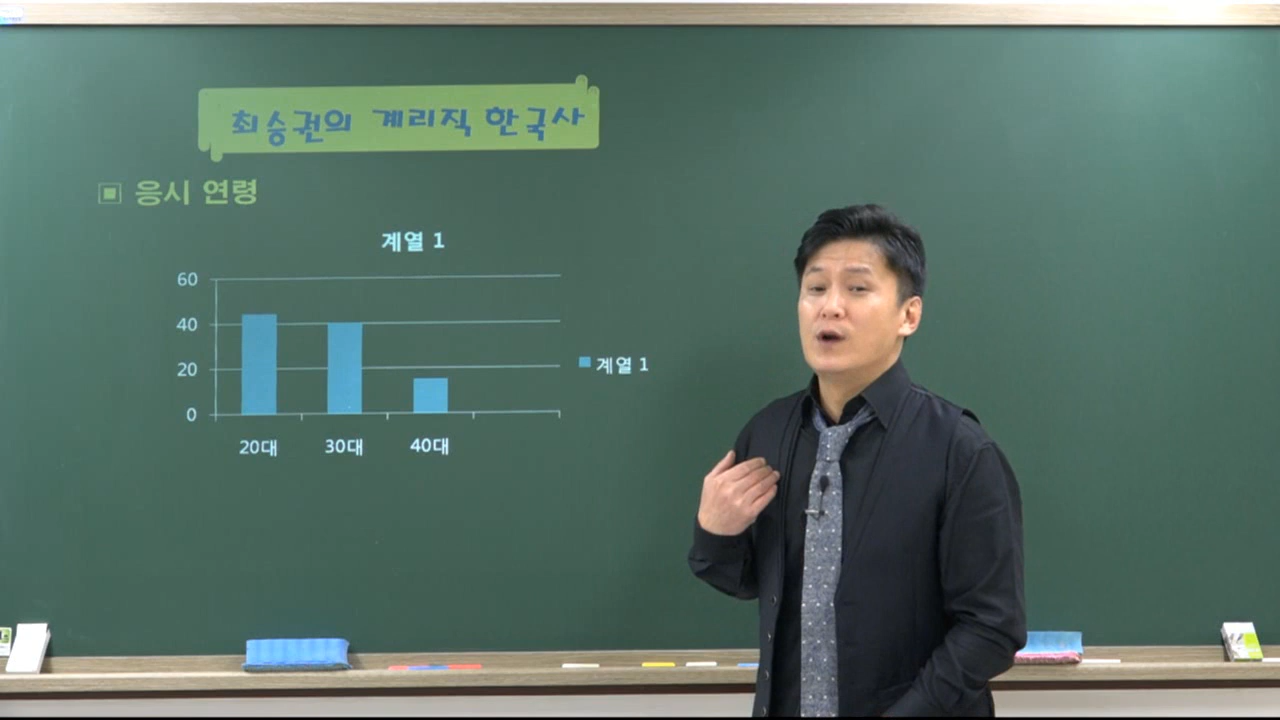 최승권의 계리직 한국사
▣ 응시 연령
계열 1
60
40
20
0
20대
30대
40대
계열 1